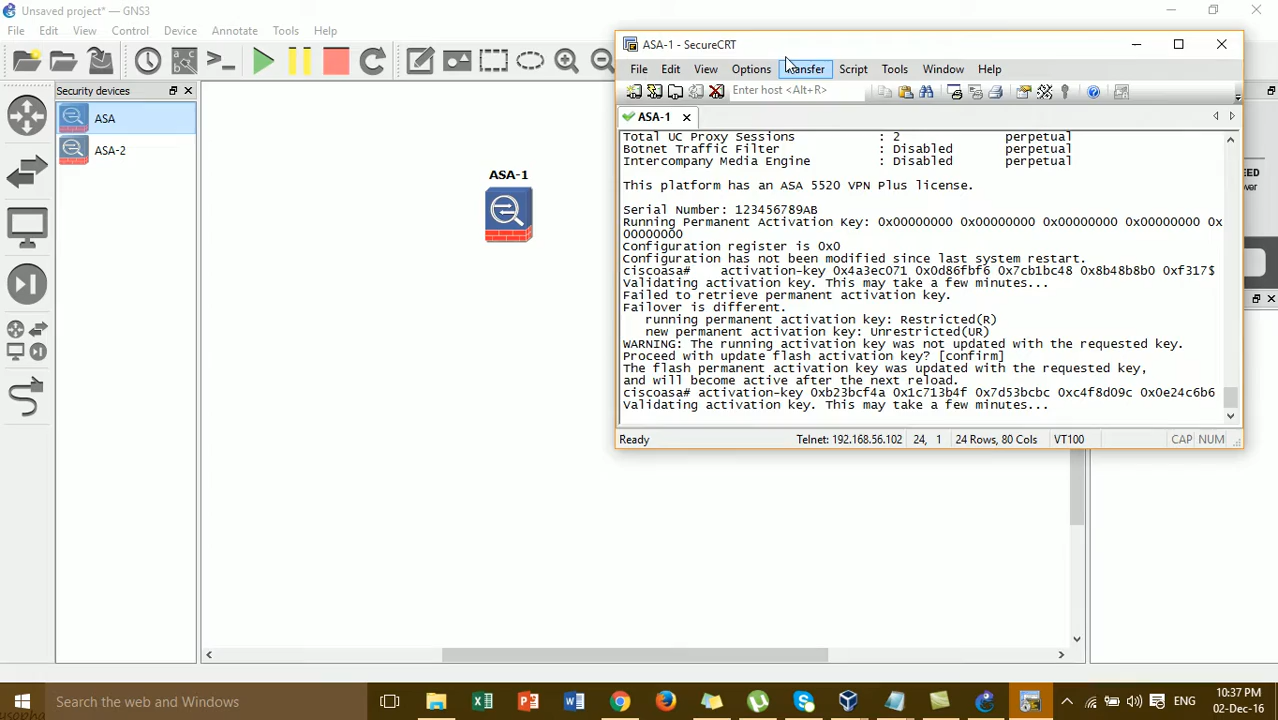 Unsaved project* — GNS3
File Edit View Control Device Annotate Tools Help
Security devices
ASA
ASA-2
ASA-1
ASA-1 - SecureCRT
File Edit View Options Transfer Script Tools Window Help
Enter host <Alt+R>
ASA-1
Total UC Proxy Sessions : 2 perpetual
Botnet Traffic Filter : Disabled perpetual
Intercompany Media Engine : Disabled perpetual
This platform has an ASA 5520 VPN Plus license.
Serial Number: 123456789AB
Running Permanent Activation Key: 0x00000000 0x00000000 0x00000000 0x00000000 0x
00000000
Configuration register is 0x0
Configuration has not been modified since last system restart.
ciscoasa# activation-key 0x4a3ec071 0x0d86fbf6 0x7cb1bc48 0x8b48b8b0 0xf317$
Validating activation key. This may take a few minutes...
Failed to retrieve permanent activation key.
Failover is different.
running permanent activation key: Restricted(R)
new permanent activation key: Unrestricted(UR)
WARNING: The running activation key was not updated with the requested key.
Proceed with update flash activation key? [confirm]
The flash permanent activation key was updated with the requested key,
and will become active after the next reload.
ciscoasa# activation-key 0xb23bcf4a 0x1c713b4f 0x7d53bcbc 0xc4f8d09c 0x0e24c6b6
Validating activation key. This may take a few minutes...
Ready Telnet: 192.168.56.102 24, 1 24 Rows, 80 Cols VT100 CAP NUM
Search the web and Windows
ENG
10:37 PM
02-Dec-16